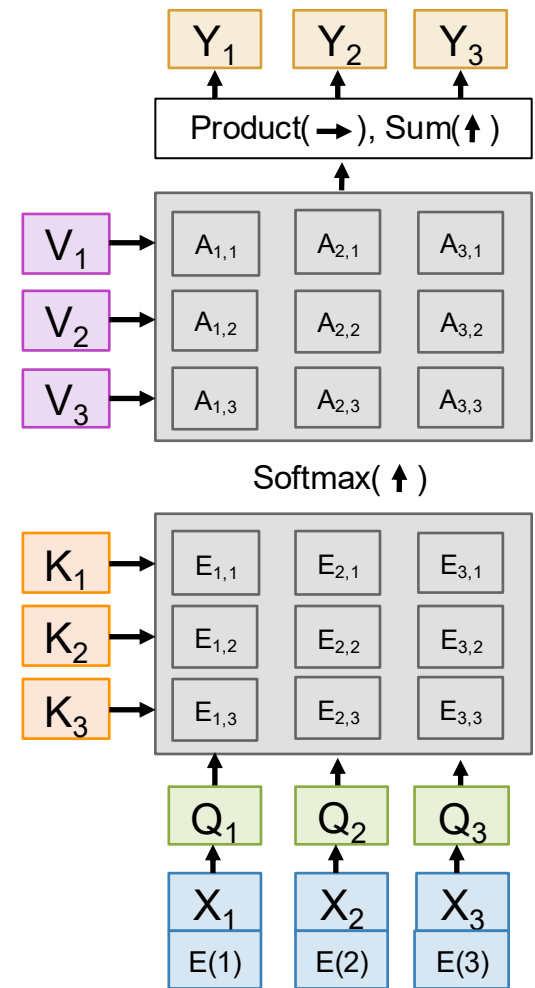 Y₁ Y₂ Y₃
Product(→), Sum(↑)
V₁ A₁,₁ A₂,₁ A₃,₁
V₂ A₁,₂ A₂,₂ A₃,₂
V₃ A₁,₃ A₂,₃ A₃,₃
Softmax(↑)
K₁ E₁,₁ E₂,₁ E₃,₁
K₂ E₁,₂ E₂,₂ E₃,₂
K₃ E₁,₃ E₂,₃ E₃,₃
Q₁ Q₂ Q₃
X₁ X₂ X₃
E(1) E(2) E(3)